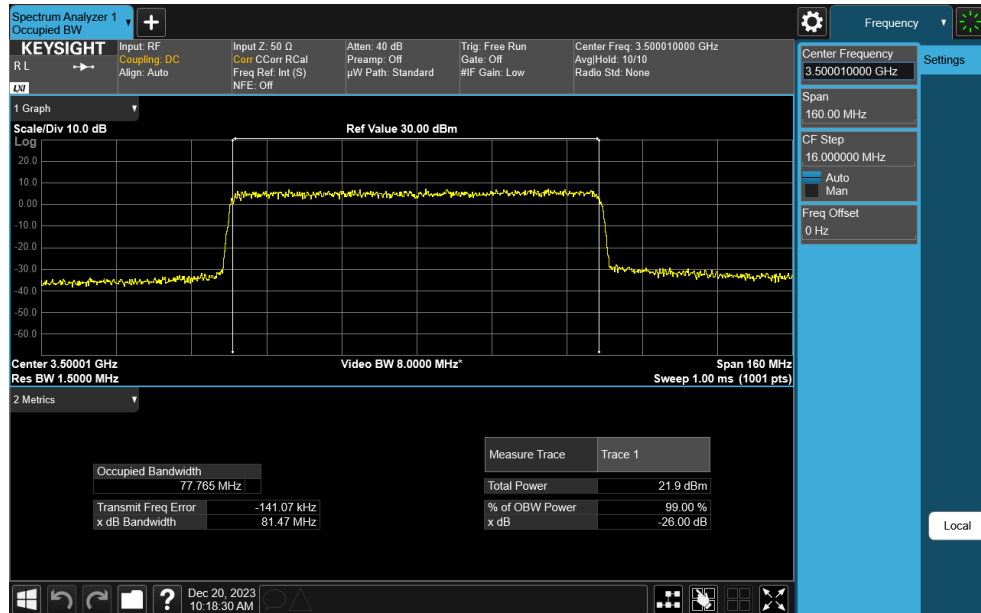 Spectrum Analyzer 1
Occupied BW
+
Frequency
KEYSIGHT
RL
LXI
Input: RF
Coupling: DC
Align: Auto
Input Z: 50 Ω
Corr CCorr RCal
Freq Ref: Int (S)
NFE: Off
Atten: 40 dB
Preamp: Off
µW Path: Standard
Trig: Free Run
Gate: Off
#IF Gain: Low
Center Freq: 3.500010000 GHz
Avg|Hold: 10/10
Radio Std: None
Center Frequency
3.500010000 GHz
Settings
Span
160.00 MHz
CF Step
16.000000 MHz
Auto
Man
Freq Offset
0 Hz
Local
1 Graph
Scale/Div 10.0 dB
Ref Value 30.00 dBm
Log
20.0
10.0
0.00
-10.0
-20.0
-30.0
-40.0
-50.0
-60.0
Center 3.50001 GHz
Video BW 8.0000 MHz*
Span 160 MHz
Res BW 1.5000 MHz
Sweep 1.00 ms (1001 pts)
2 Metrics
Measure Trace Trace 1
Occupied Bandwidth
77.765 MHz
Total Power 21.9 dBm
Transmit Freq Error -141.07 kHz
% of OBW Power 99.00 %
x dB Bandwidth 81.47 MHz
x dB -26.00 dB
?
Dec 20, 2023
10:18:30 AM